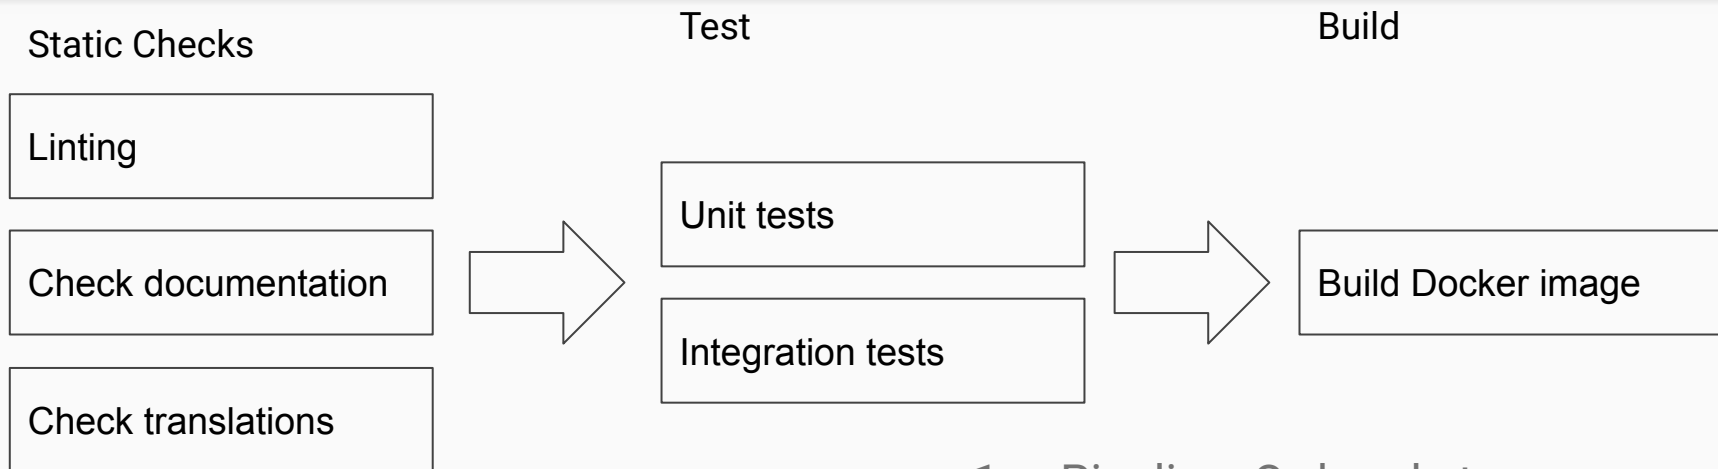 Static Checks
Test
Build
Linting
Unit tests
Check documentation
Build Docker image
Integration tests
Check translations